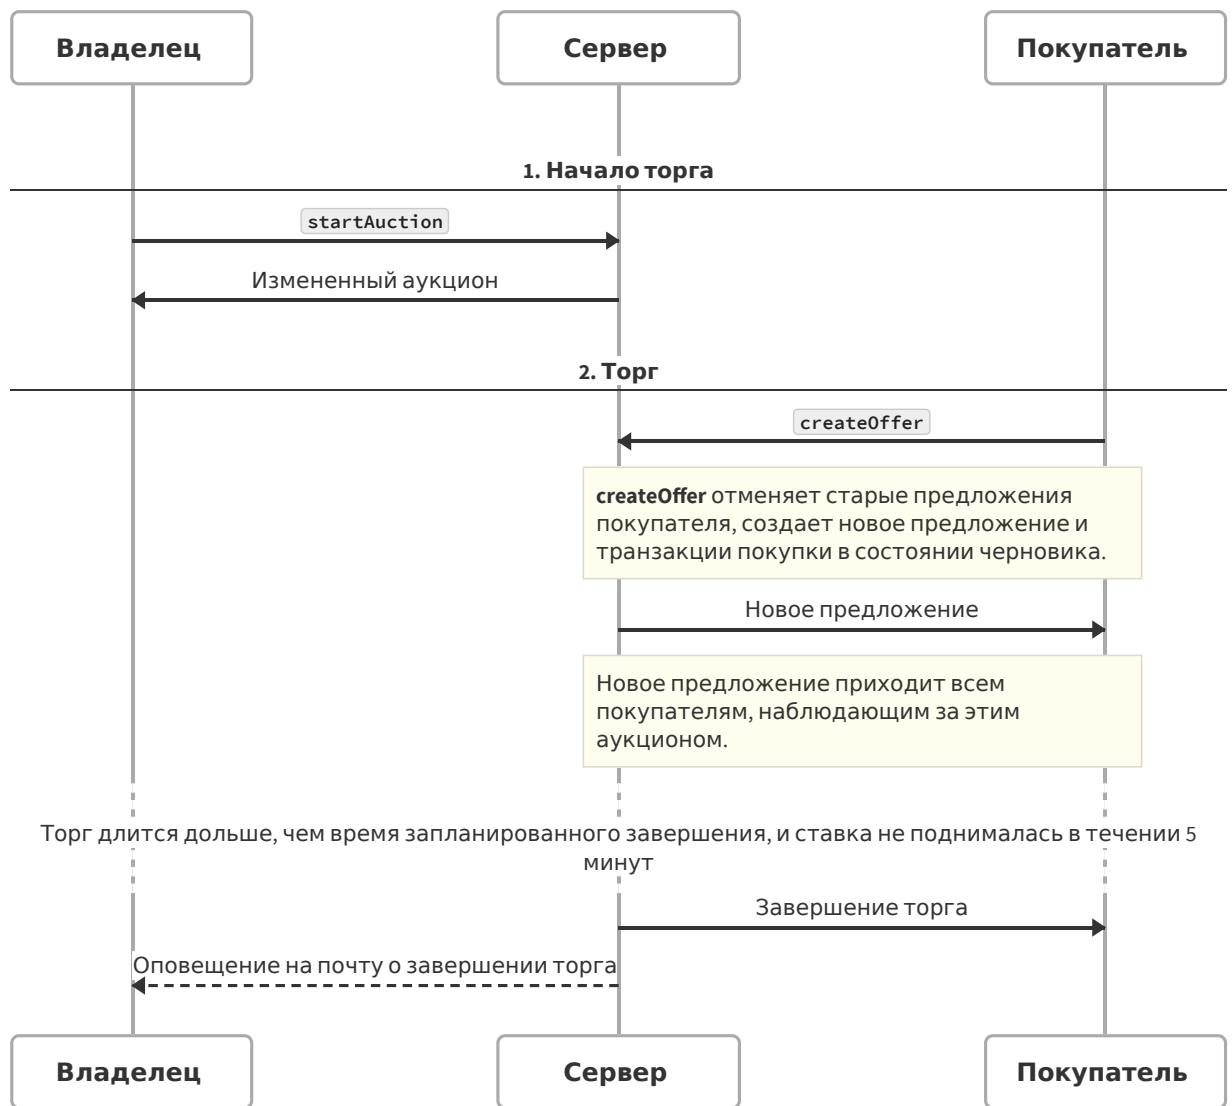 Владелец
Сервер
Покупатель
1. Начало торга
startAuction
Измененный аукцион
2. Торг
createOffer
createOffer отменяет старые предложения
покупателя, создает новое предложение и
транзакции покупки в состоянии черновика.
Новое предложение
Новое предложение приходит всем
покупателям, наблюдающим за этим
аукционом.
Торг длится дольше, чем время запланированного завершения, и ставка не поднималась в течении 5
минут
Завершение торга
Оповещение на почту о завершении торга
Владелец
Сервер
Покупатель